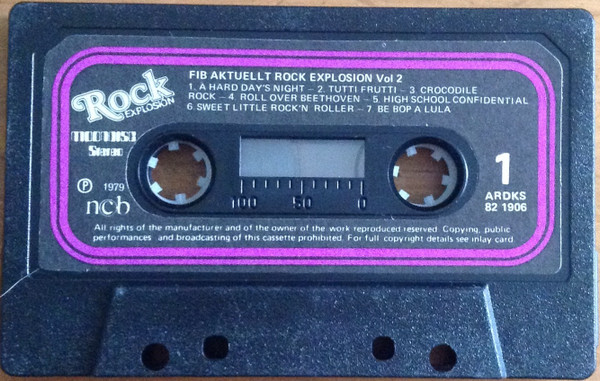 FIB AKTUELLT ROCK EXPLOSION Vol 2
1. A HARD DAY'S NIGHT – 2. TUTTI FRUTTI – 3. CROCODILE
ROCK – 4. ROLL OVER BEETHOVEN – 5. HIGH SCHOOL CONFIDENTIAL
6. SWEET LITTLE ROCK'N ROLLER – 7. BE BOP A LULA
Rock
EXPLOSION
moondisc
Stereo
Ⓟ 1979
ncb
100 50 0
1
ARDKS
82 1906
All rights of the manufacturer and of the owner of the work reproduced reserved. Copying, public
performances and broadcasting of this cassette prohibited. For full copyright details see inlay card